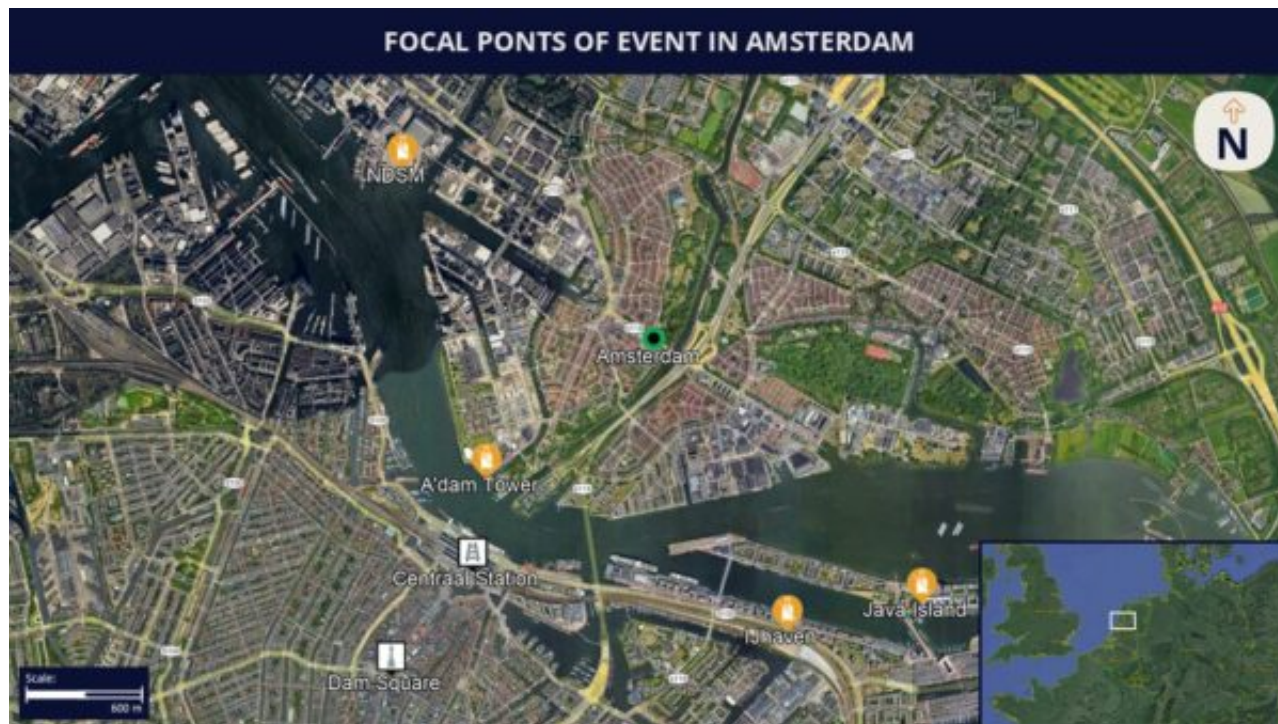 FOCAL PONTS OF EVENT IN AMSTERDAM
N
NDSM
Amsterdam
A'dam Tower
Centraal Station
Java Island
IJhaven
Dam Square
Scale:
600 m